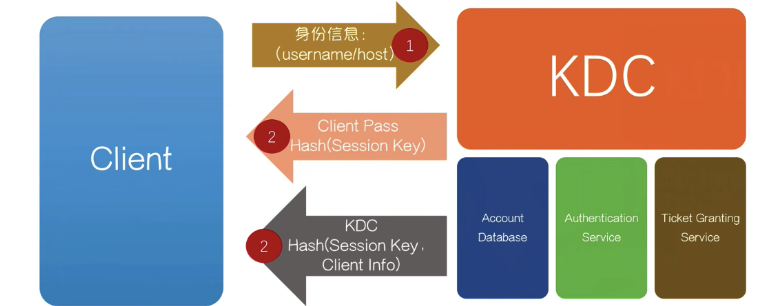 Client
身份信息：
（username/host）
1
Client Pass
Hash(Session Key)
2
KDC
Hash(Session Key，
Client Info)
2
KDC
Account
Database
Authentication
Service
Ticket Granting
Service